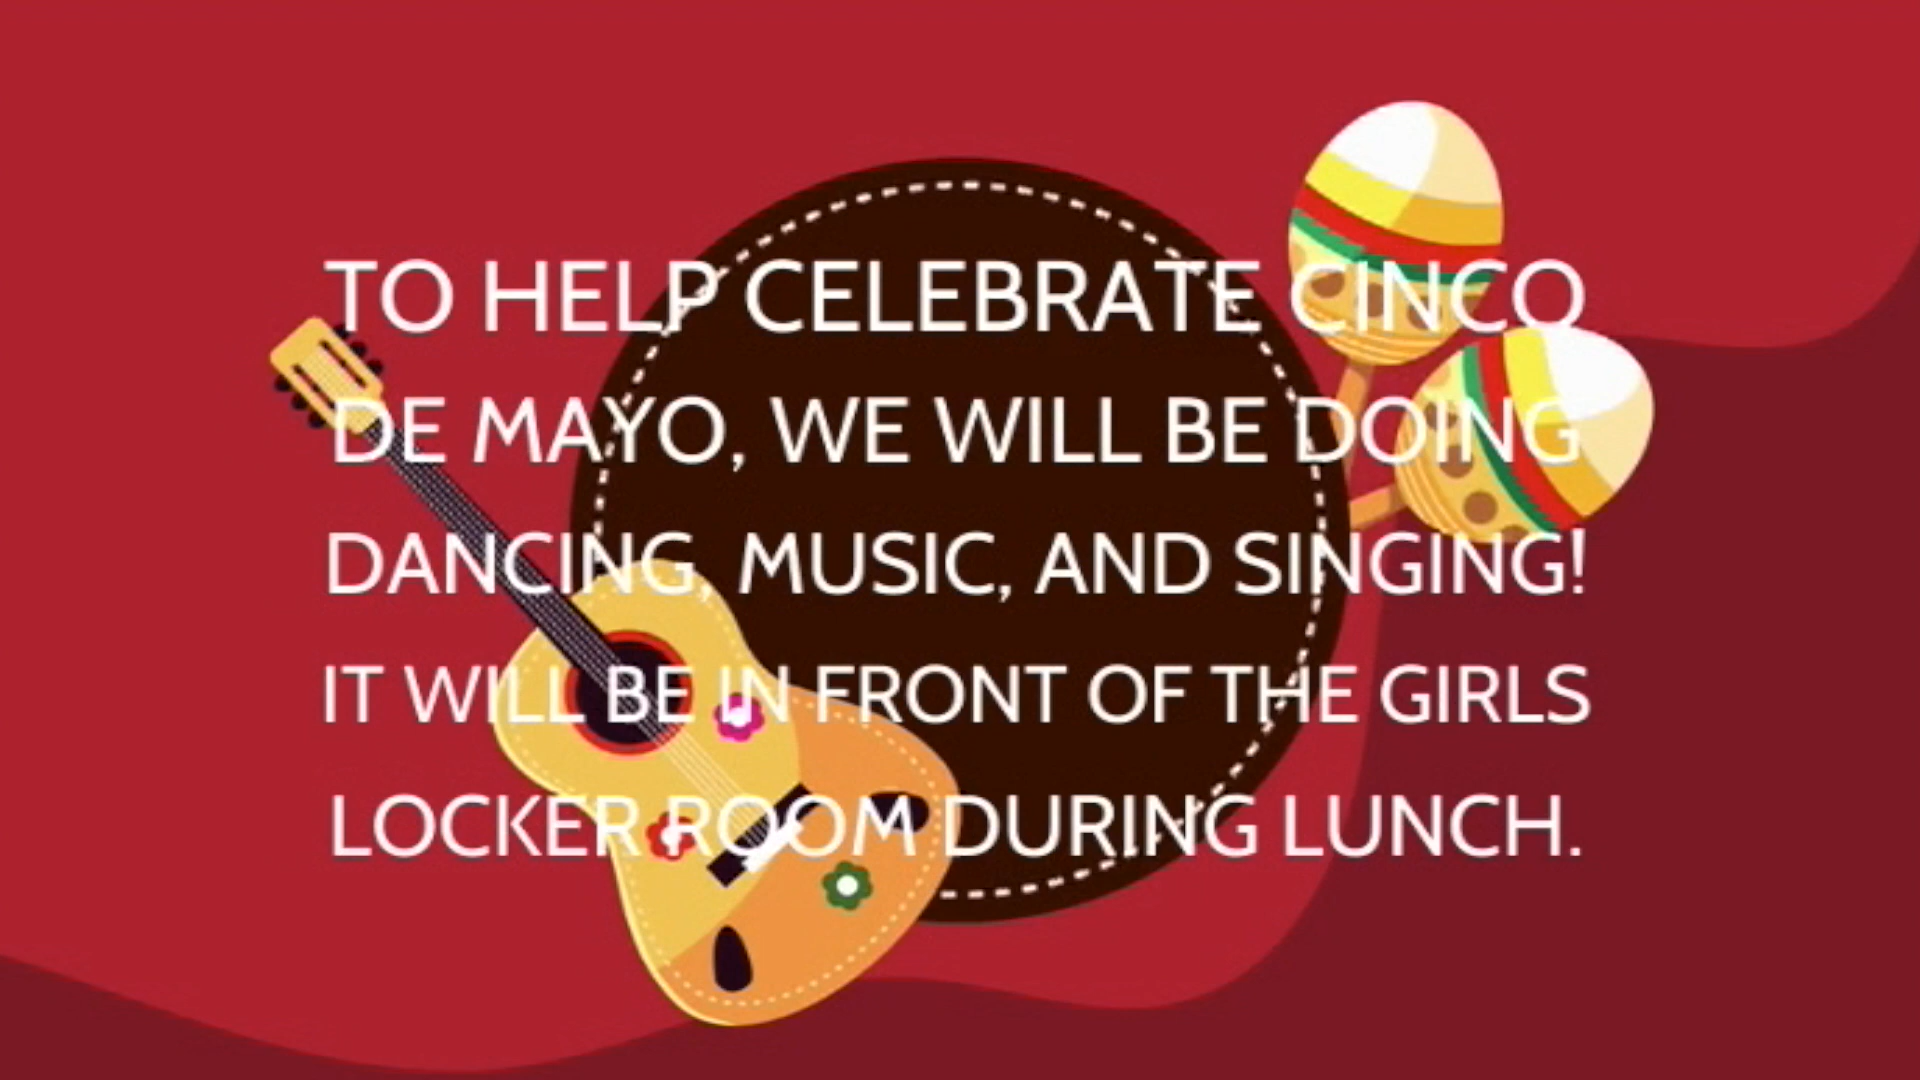 TO HELP CELEBRATE CINCO
DE MAYO, WE WILL BE DOING
DANCING, MUSIC, AND SINGING!
IT WILL BE IN FRONT OF THE GIRLS
LOCKER ROOM DURING LUNCH.